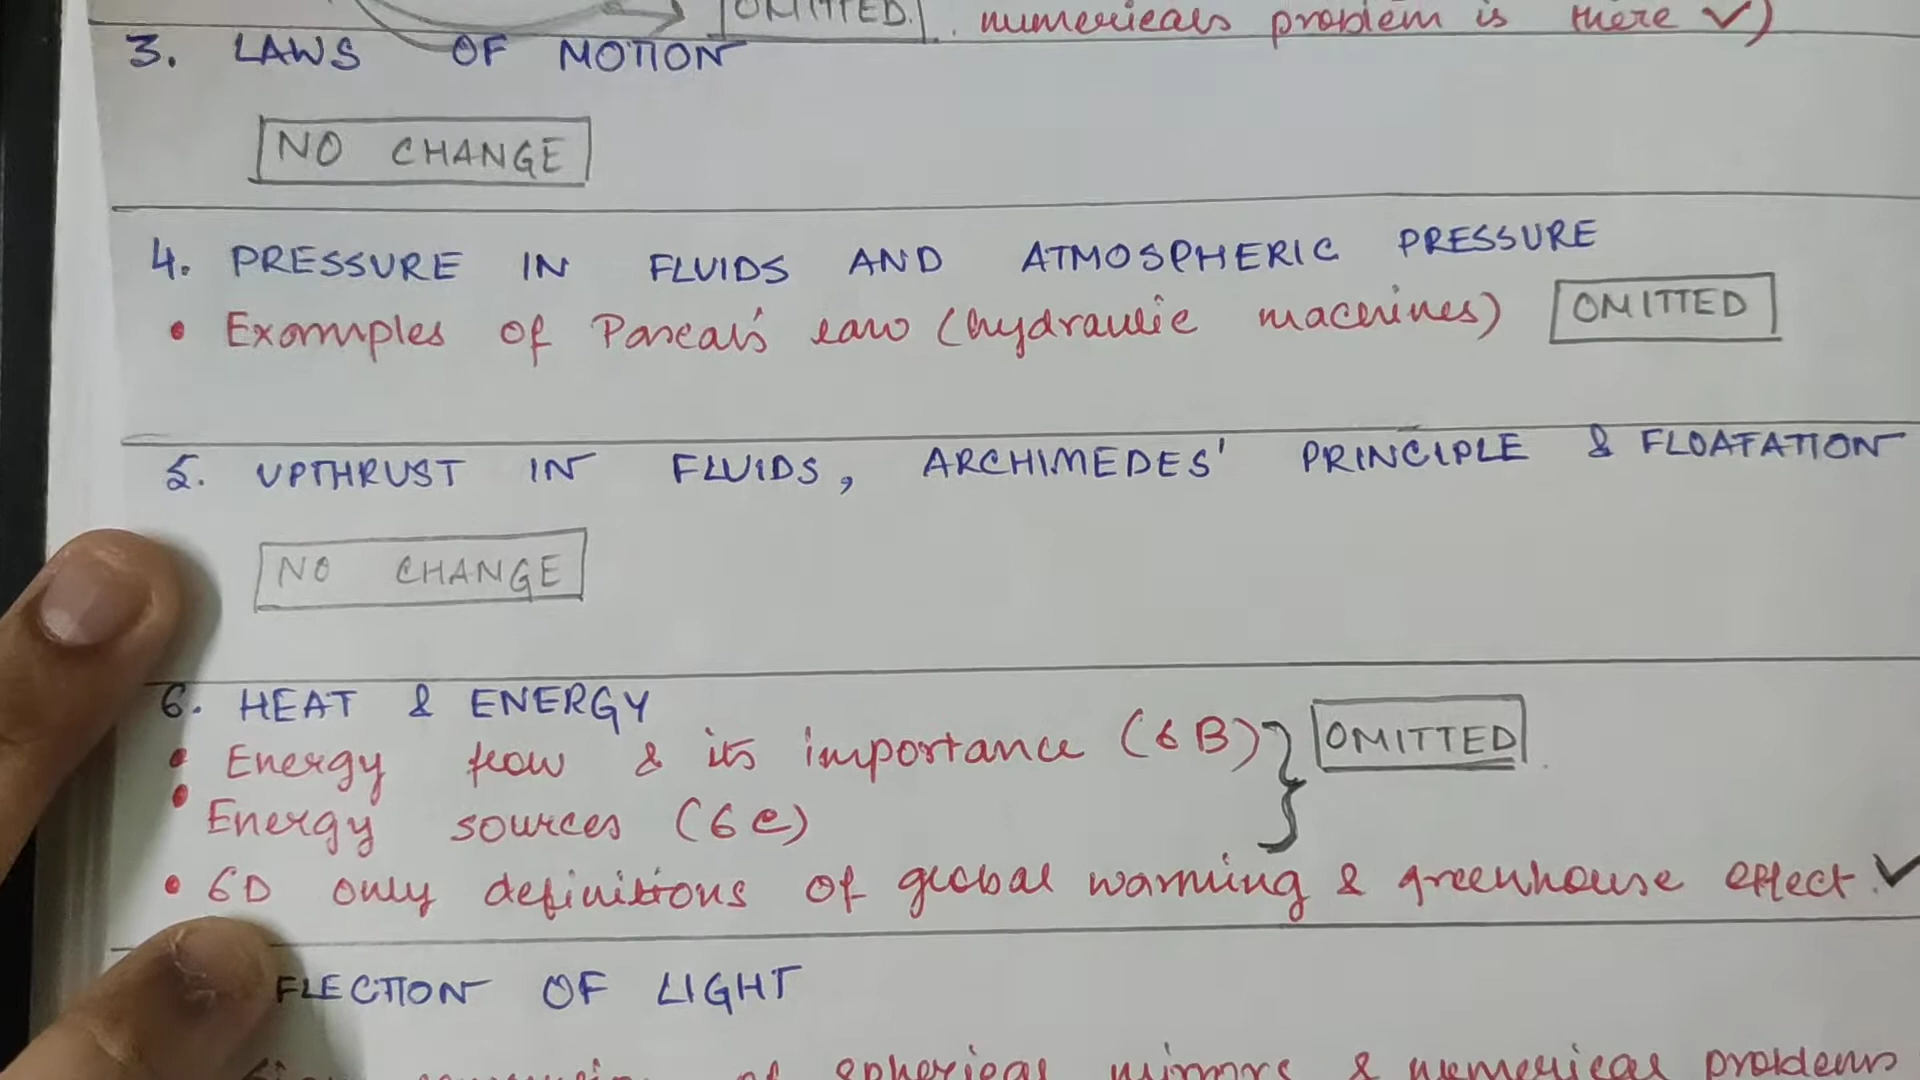 OMITTED. numericals problem is there ✓)
3. LAWS OF MOTION
NO CHANGE
4. PRESSURE IN FLUIDS AND ATMOSPHERIC PRESSURE
• Examples of Pascal's law (hydraulic machines) OMITTED
5. UPTHRUST IN FLUIDS, ARCHIMEDES' PRINCIPLE & FLOATATION
NO CHANGE
6. HEAT & ENERGY
• Energy flow & its importance (6B) } OMITTED
• Energy sources (6C)
• 6D only definitions of global warming & greenhouse effect. ✓
FLECTION OF LIGHT
of spherical mirrors & numerical problems